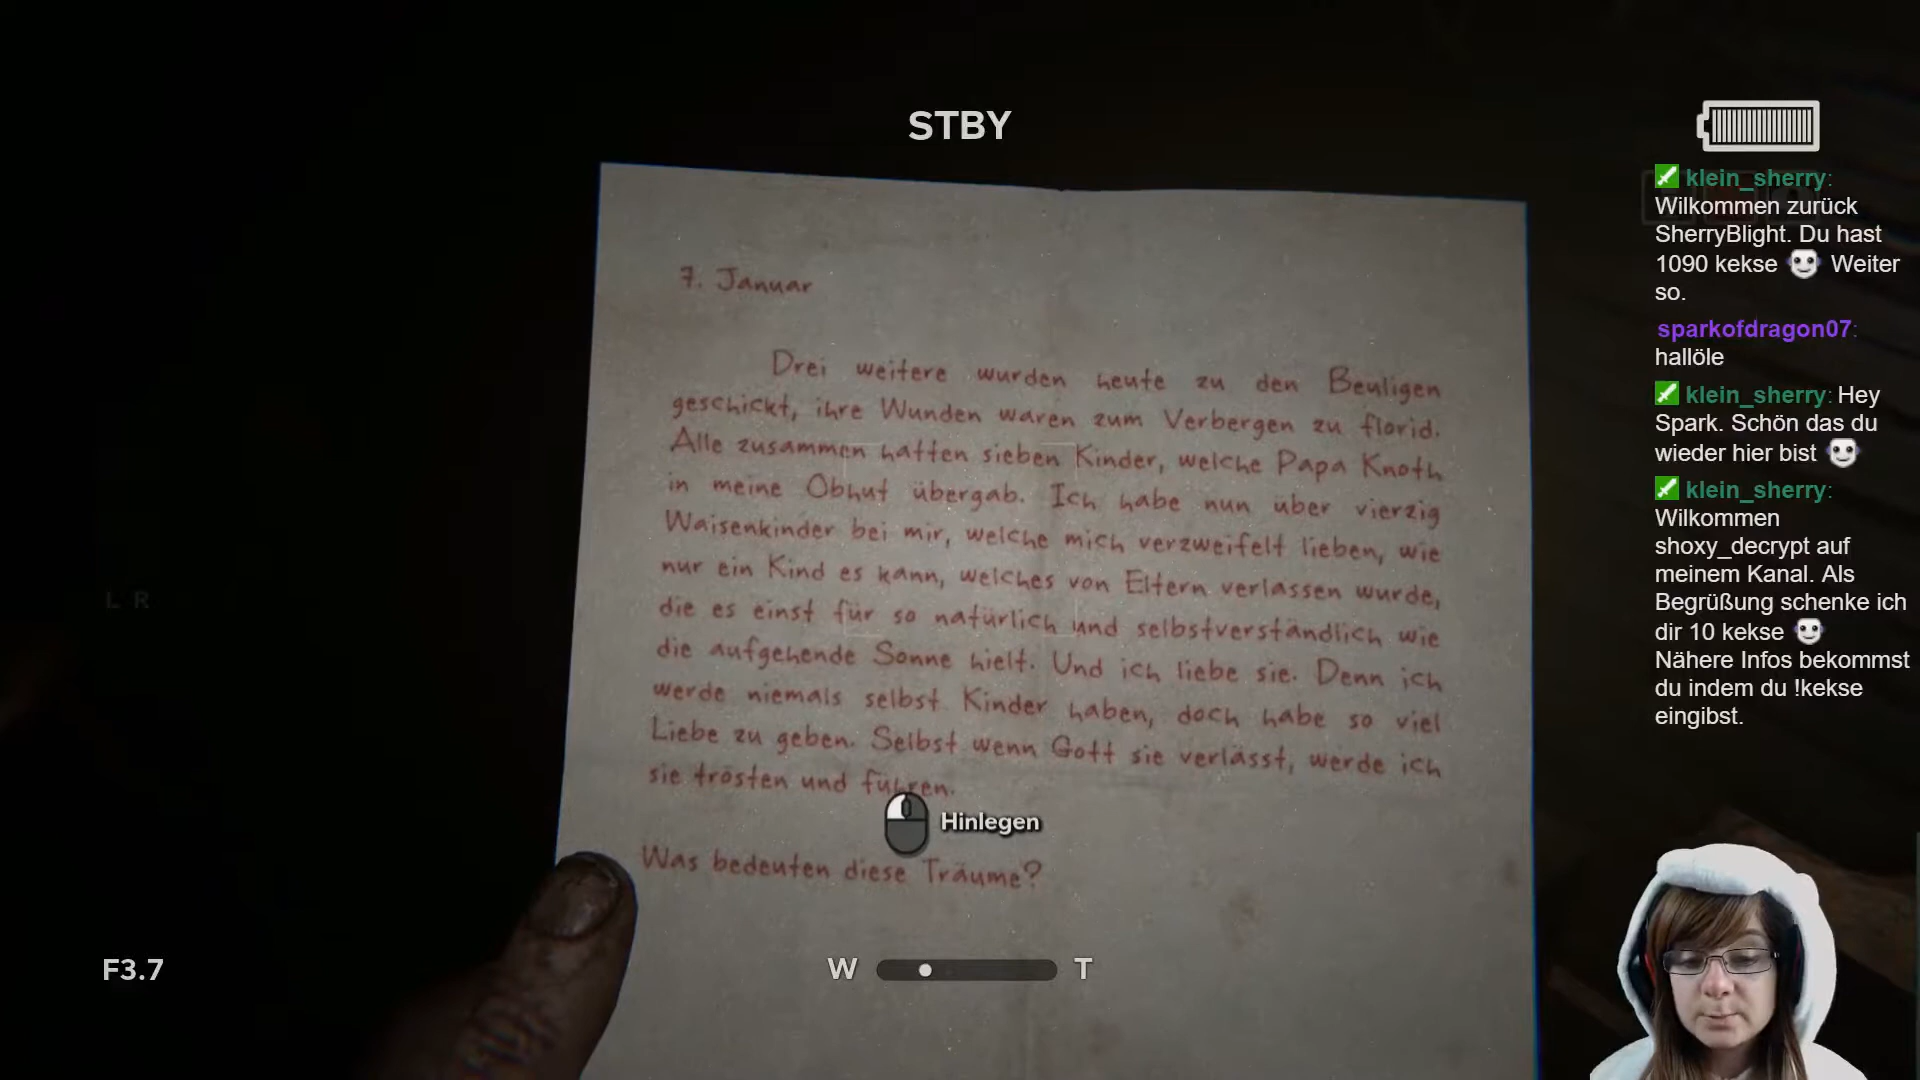 STBY
7. Januar
Drei weitere wurden heute zu den Beuligen
geschickt, ihre Wunden waren zum Verbergen zu florid.
Alle zusammen hatten sieben Kinder, welche Papa Knoth
in meine Obhut übergab. Ich habe nun über vierzig
Waisenkinder bei mir, welche mich verzweifelt lieben, wie
nur ein Kind es kann, welches von Eltern verlassen wurde,
die es einst für so natürlich und selbstverständlich wie
die aufgehende Sonne hielt. Und ich liebe sie. Denn ich
werde niemals selbst Kinder haben, doch habe so viel
Liebe zu geben. Selbst wenn Gott sie verlässt, werde ich
sie trösten und führen.
Hinlegen
Was bedeuten diese Träume?
L R
F3.7
W T
klein_sherry:
Wilkommen zurück
SherryBlight. Du hast
1090 kekse Weiter
so.
sparkofdragon07:
hallöle
klein_sherry: Hey
Spark. Schön das du
wieder hier bist
klein_sherry:
Wilkommen
shoxy_decrypt auf
meinem Kanal. Als
Begrüßung schenke ich
dir 10 kekse
Nähere Infos bekommst
du indem du !kekse
eingibst.